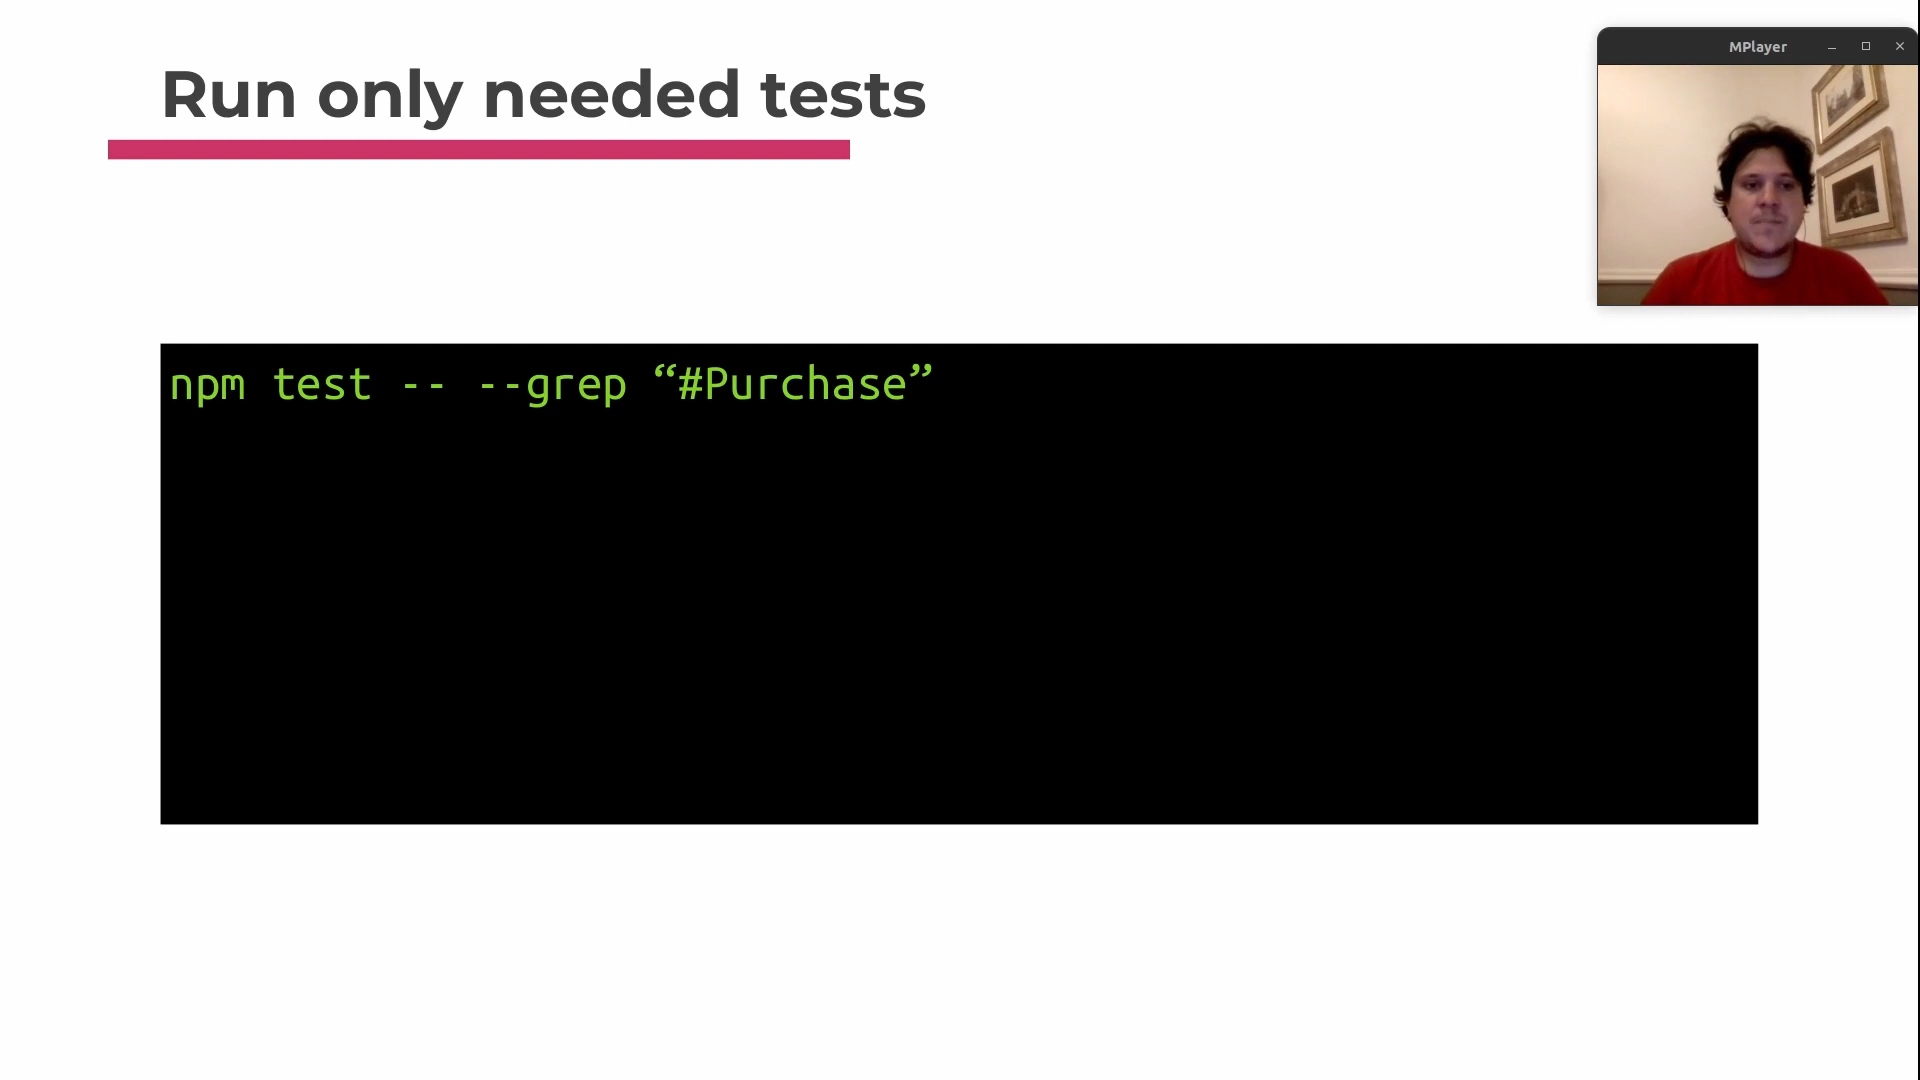 Run only needed tests
MPlayer
npm test -- --grep “#Purchase”